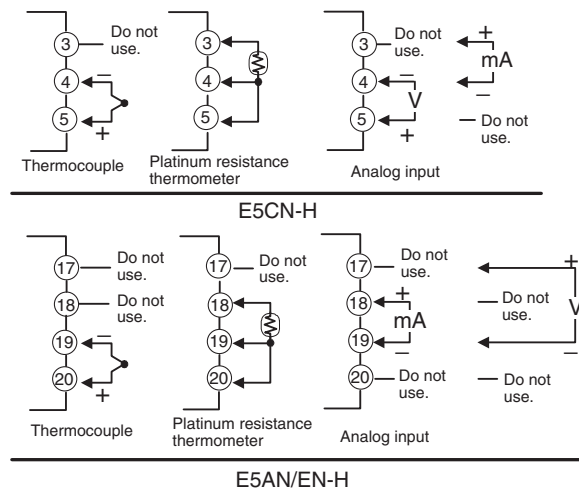 3 Do not use.
4 −
5 +
Thermocouple
3
4
5
Platinum resistance
thermometer
3 Do not use. + mA
4 − V −
5 + Do not use.
Analog input
E5CN-H
17 Do not use.
18 Do not use.
19 −
20 +
Thermocouple
17 Do not use.
18
19
20
Platinum resistance
thermometer
17 Do not use. +
18 + mA Do not use. V
19 − −
20 Do not use. Do not use.
Analog input
E5AN/EN-H